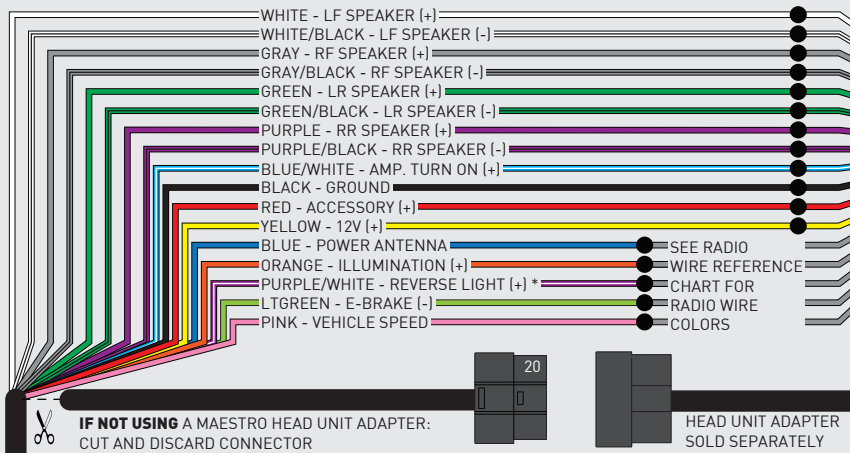 WHITE - LF SPEAKER (+)
WHITE/BLACK - LF SPEAKER (-)
GRAY - RF SPEAKER (+)
GRAY/BLACK - RF SPEAKER (-)
GREEN - LR SPEAKER (+)
GREEN/BLACK - LR SPEAKER (-)
PURPLE - RR SPEAKER (+)
PURPLE/BLACK - RR SPEAKER (-)
BLUE/WHITE - AMP. TURN ON (+)
BLACK - GROUND
RED - ACCESSORY (+)
YELLOW - 12V (+)
BLUE - POWER ANTENNA
ORANGE - ILLUMINATION (+)
PURPLE/WHITE - REVERSE LIGHT (+) *
LTGREEN - E-BRAKE (-)
PINK - VEHICLE SPEED
SEE RADIO
WIRE REFERENCE
CHART FOR
RADIO WIRE
COLORS
20
IF NOT USING A MAESTRO HEAD UNIT ADAPTER:
CUT AND DISCARD CONNECTOR
HEAD UNIT ADAPTER
SOLD SEPARATELY